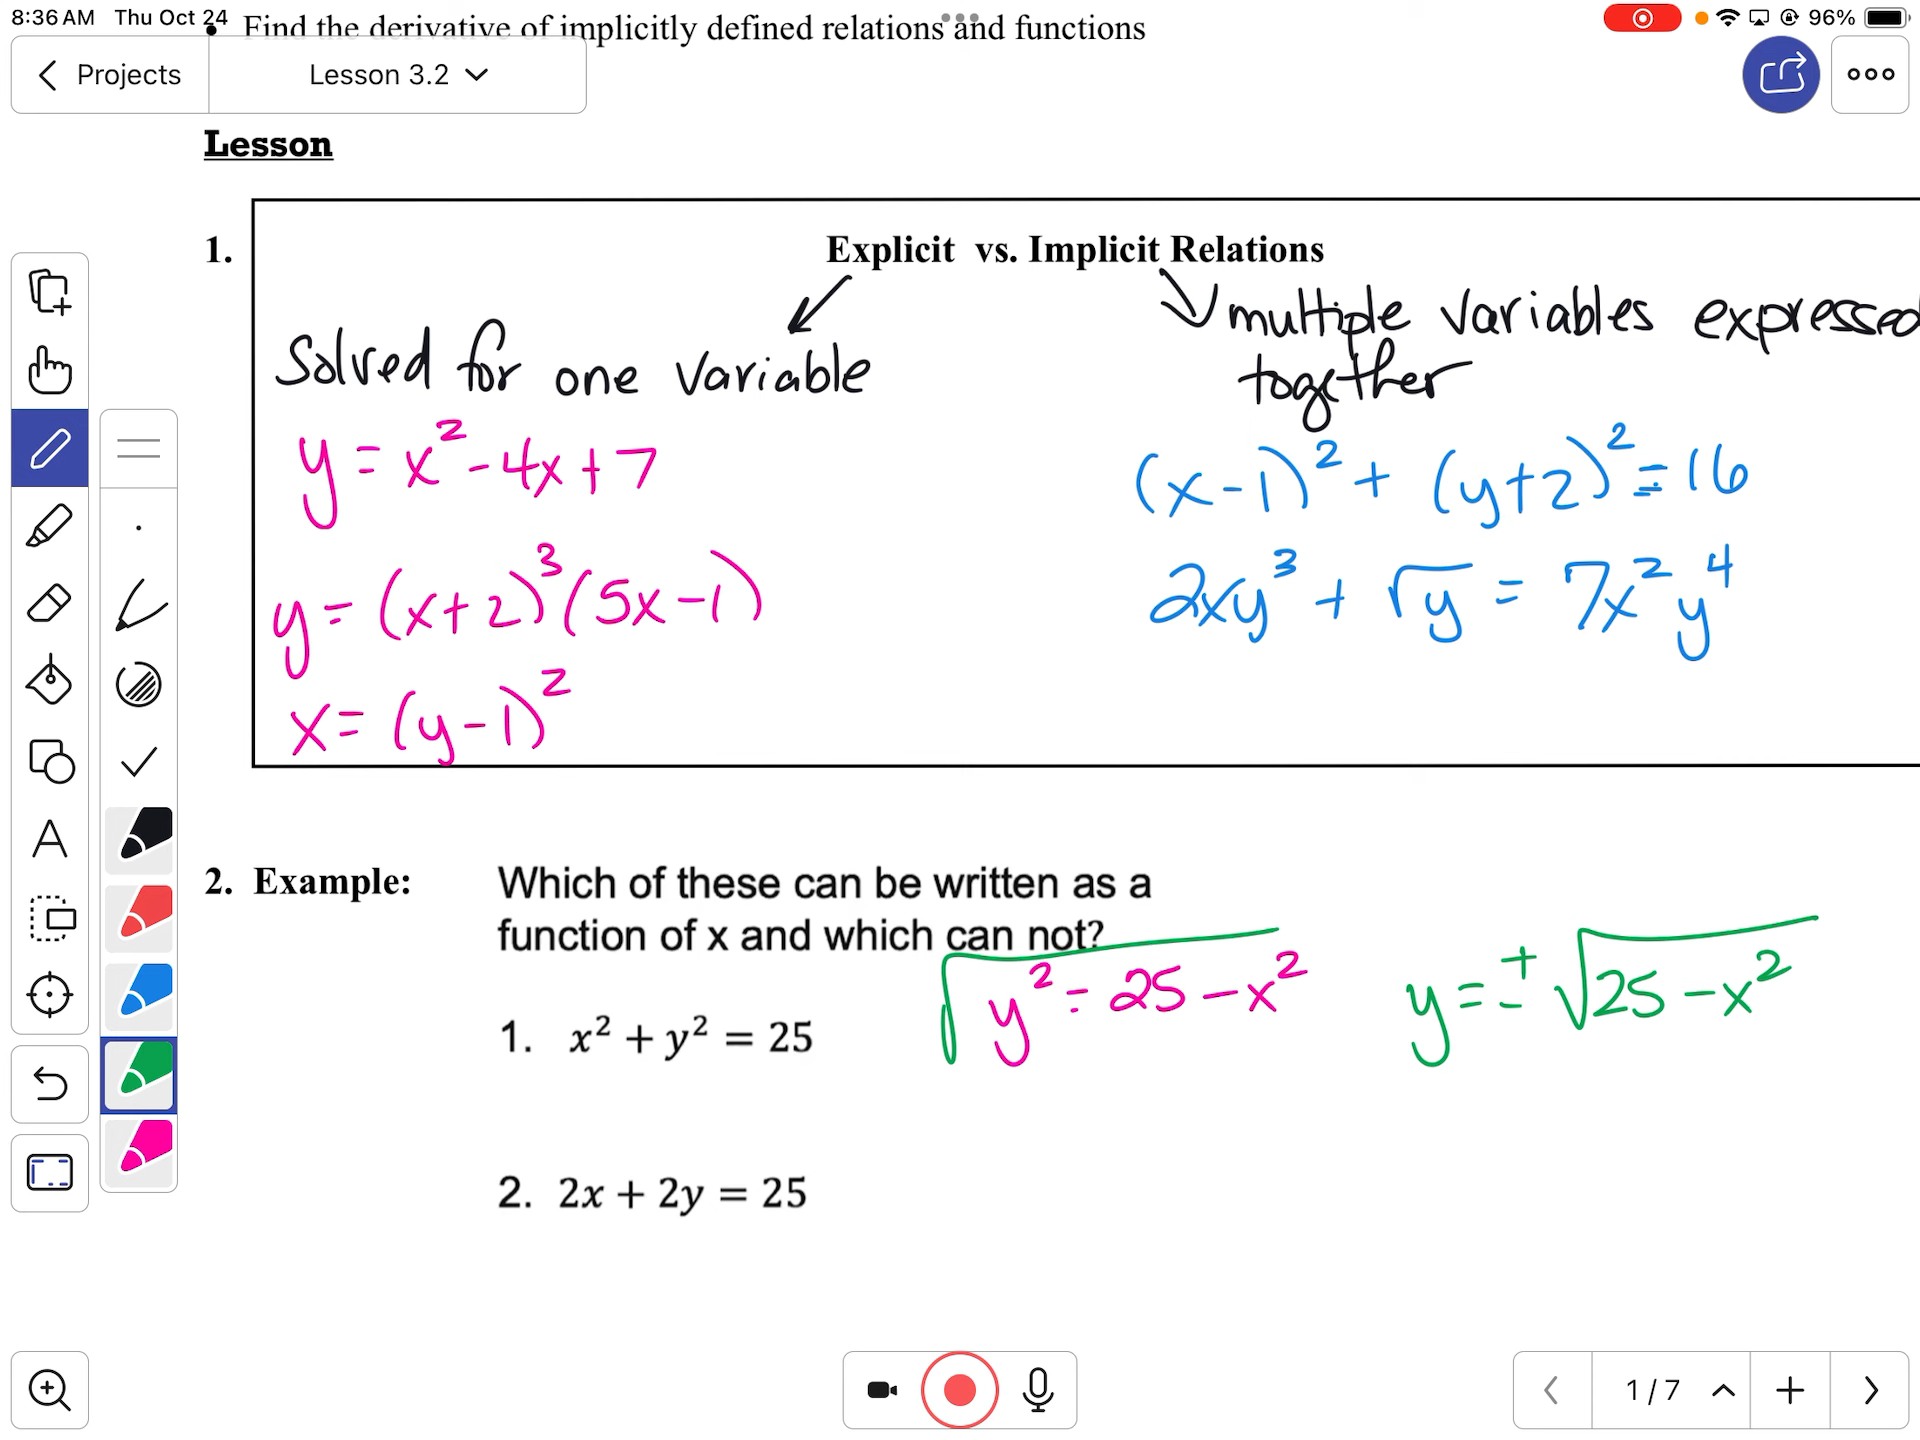 8:36 AM Thu Oct 24 96%
• Find the derivative of implicitly defined relations and functions
Projects Lesson 3.2
Lesson
1. Explicit vs. Implicit Relations
multiple variables expressed
together
Solved for one variable
y = x² - 4x + 7
(x-1)² + (y+2)² = 16
y = (x+2)³(5x-1)
2xy³ + √y = 7x²y⁴
x = (y-1)²
2. Example: Which of these can be written as a
function of x and which can not?
√y² = 25 - x² y = ± √25 - x²
1. x² + y² = 25
2. 2x + 2y = 25
A
1 / 7